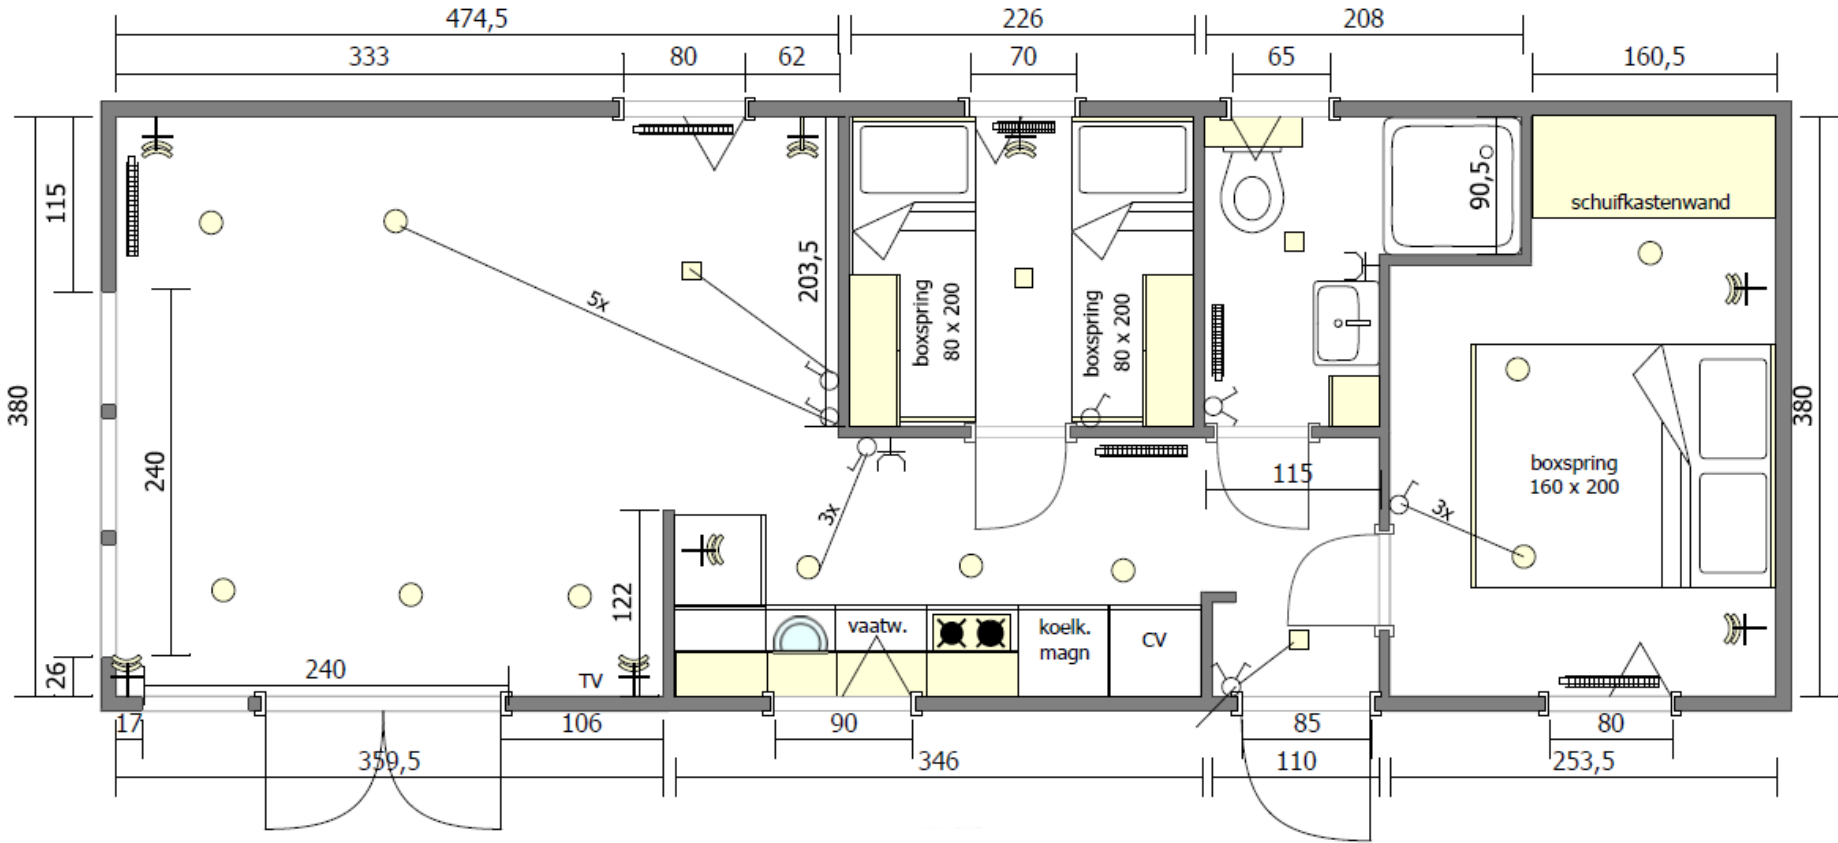 474,5
226
208
333
80
62
70
65
160,5
115
380
240
26
203,5
5x
boxspring
80 x 200
boxspring
80 x 200
90,5
schuifkastenwand
380
boxspring
160 x 200
3x
115
3x
122
vaatw.
koelk.
magn
CV
TV
240
17
106
90
85
80
359,5
346
110
253,5